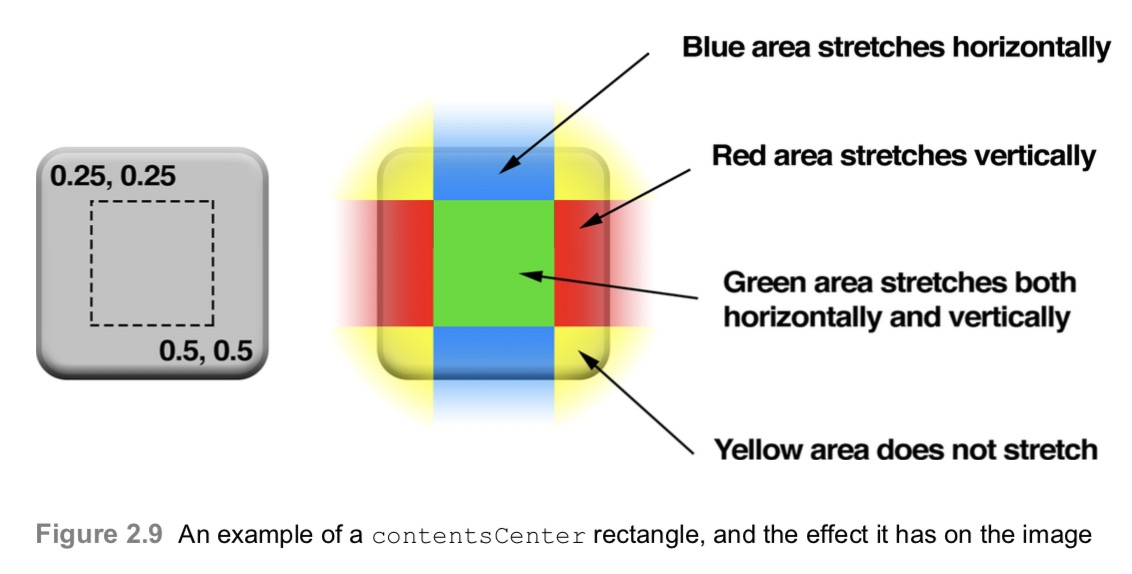 Blue area stretches horizontally
0.25, 0.25
Red area stretches vertically
Green area stretches both
horizontally and vertically
0.5, 0.5
Yellow area does not stretch
Figure 2.9 An example of a contentsCenter rectangle, and the effect it has on the image